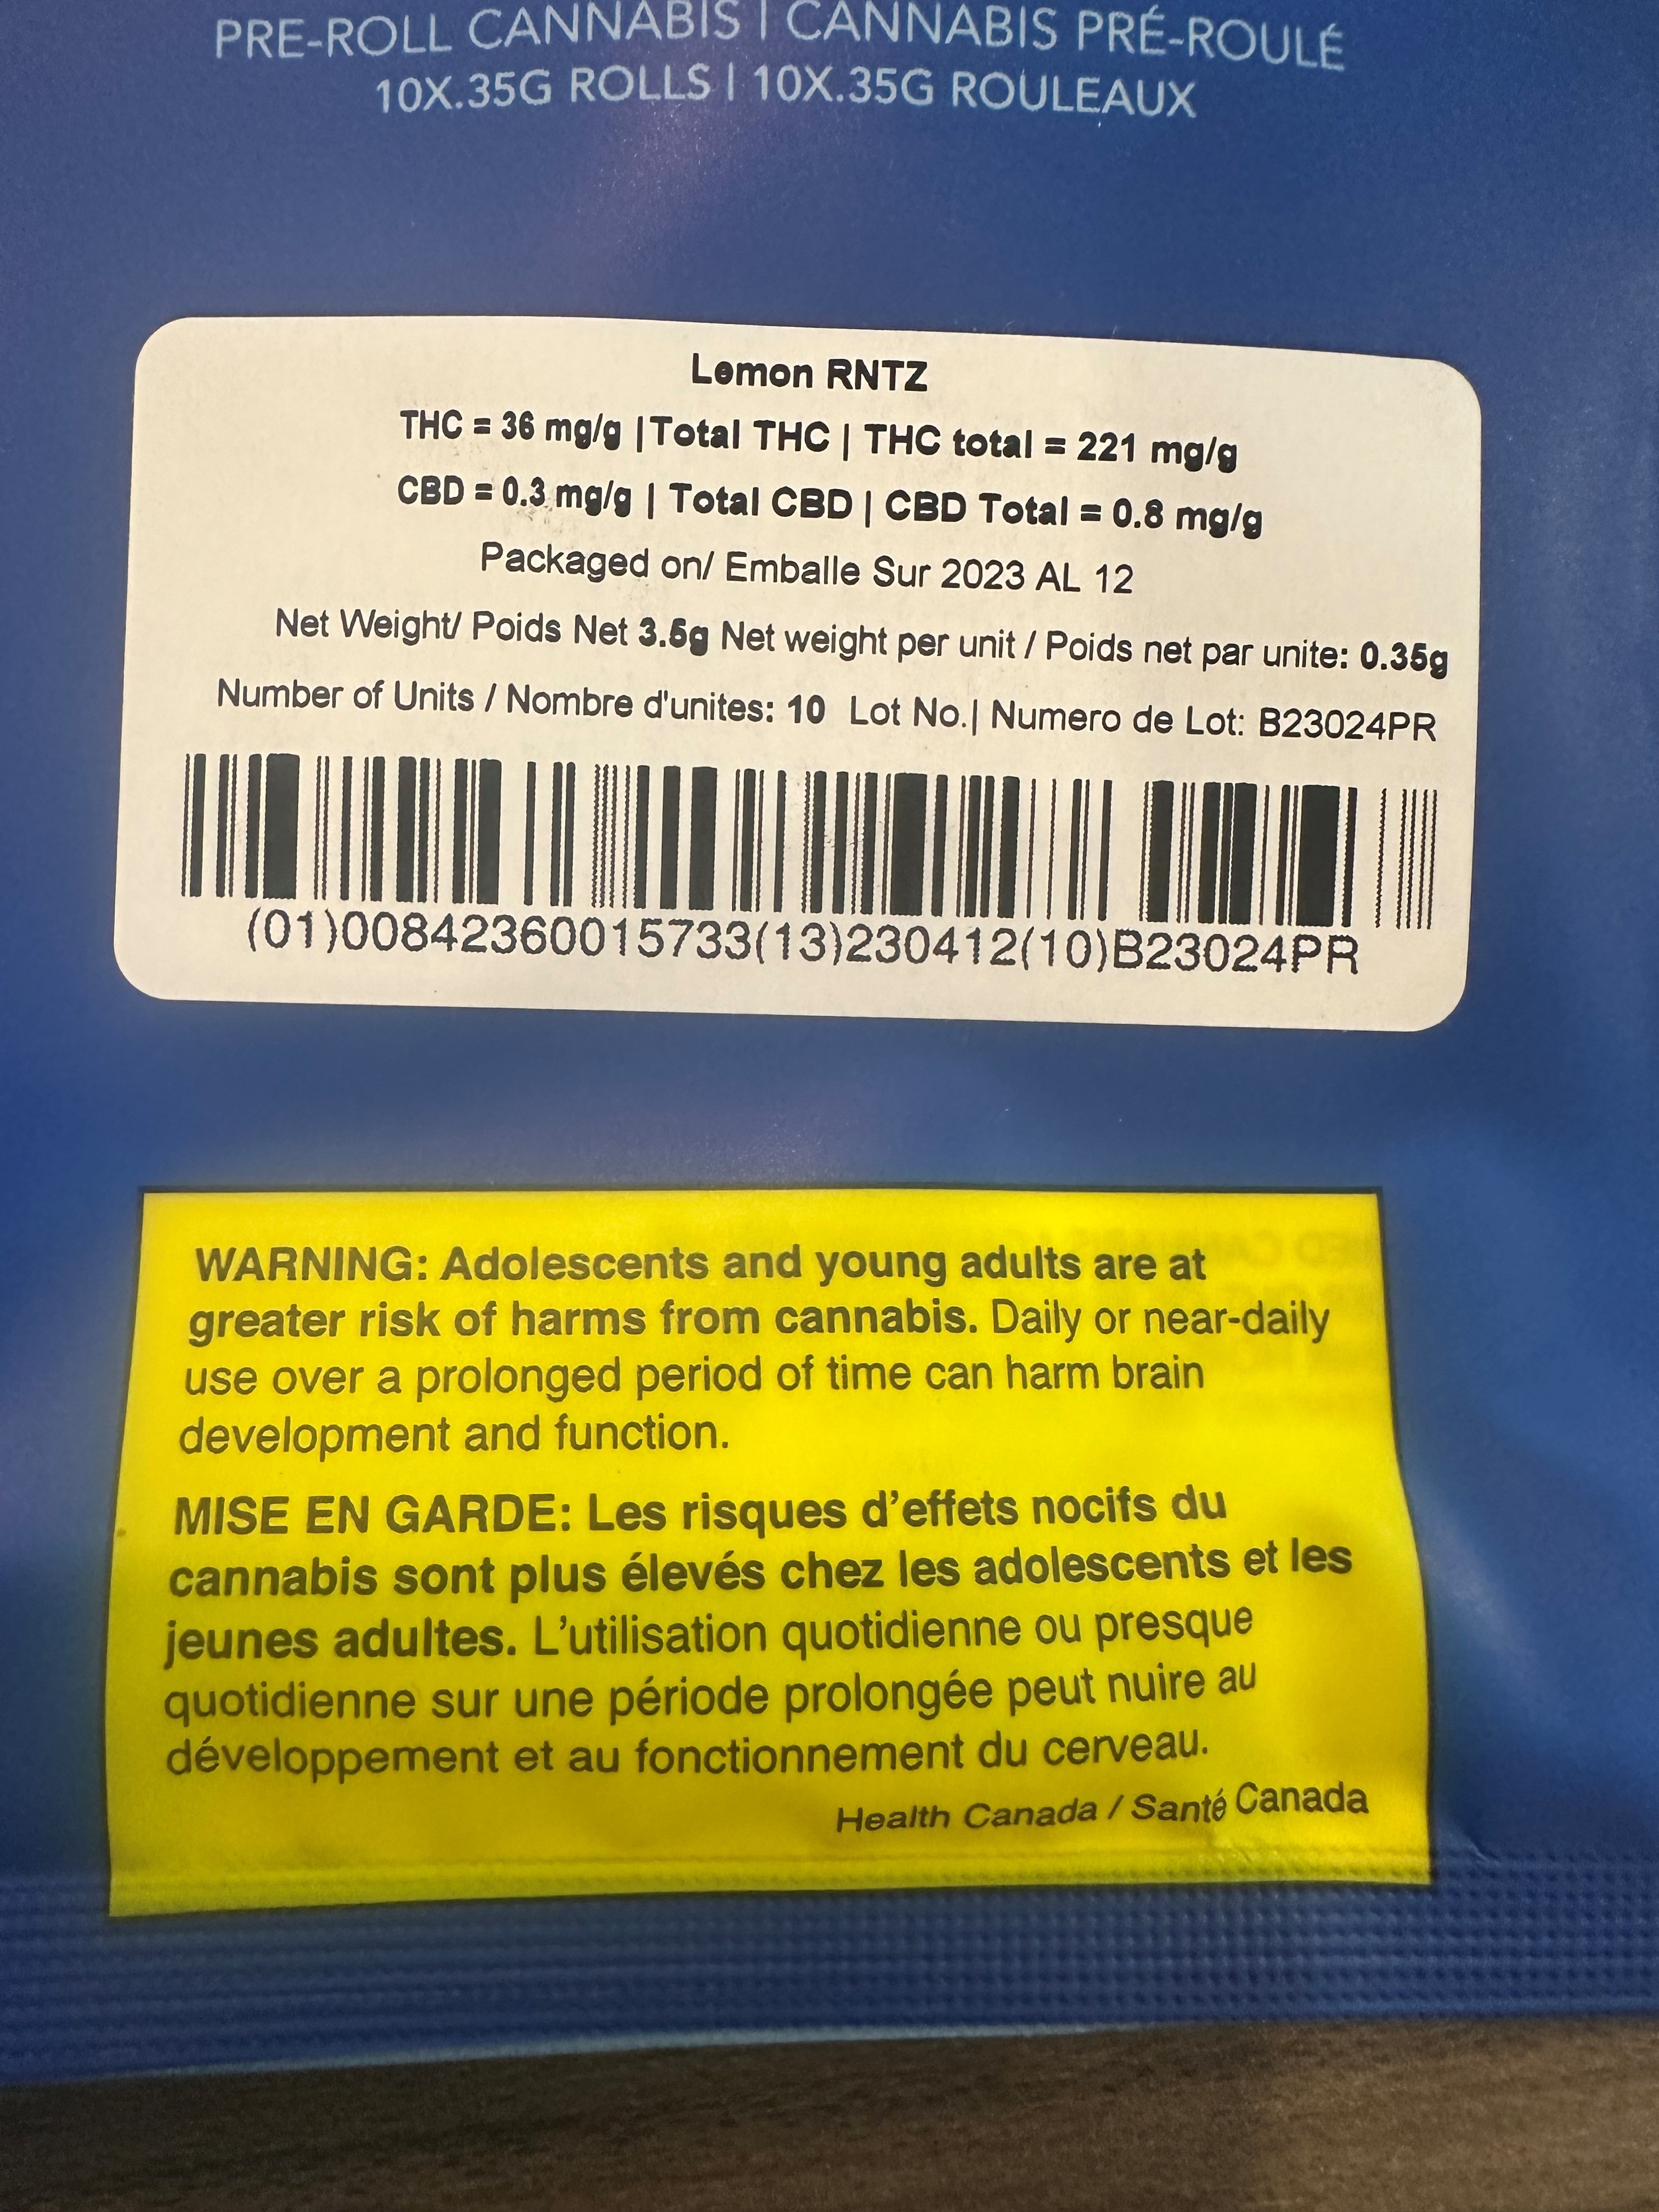 PRE-ROLL CANNABIS | CANNABIS PRÉ-ROULÉ
10X.35G ROLLS | 10X.35G ROULEAUX
Lemon RNTZ
THC = 36 mg/g |Total THC | THC total = 221 mg/g
CBD = 0.3 mg/g | Total CBD | CBD Total = 0.8 mg/g
Packaged on/ Emballe Sur 2023 AL 12
Net Weight/ Poids Net 3.5g Net weight per unit / Poids net par unite: 0.35g
Number of Units / Nombre d'unites: 10 Lot No.| Numero de Lot: B23024PR
(01)00842360015733(13)230412(10)B23024PR
WARNING: Adolescents and young adults are at
greater risk of harms from cannabis. Daily or near-daily
use over a prolonged period of time can harm brain
development and function.
MISE EN GARDE: Les risques d’effets nocifs du
cannabis sont plus élevés chez les adolescents et les
jeunes adultes. L’utilisation quotidienne ou presque
quotidienne sur une période prolongée peut nuire au
développement et au fonctionnement du cerveau.
Health Canada / Santé Canada